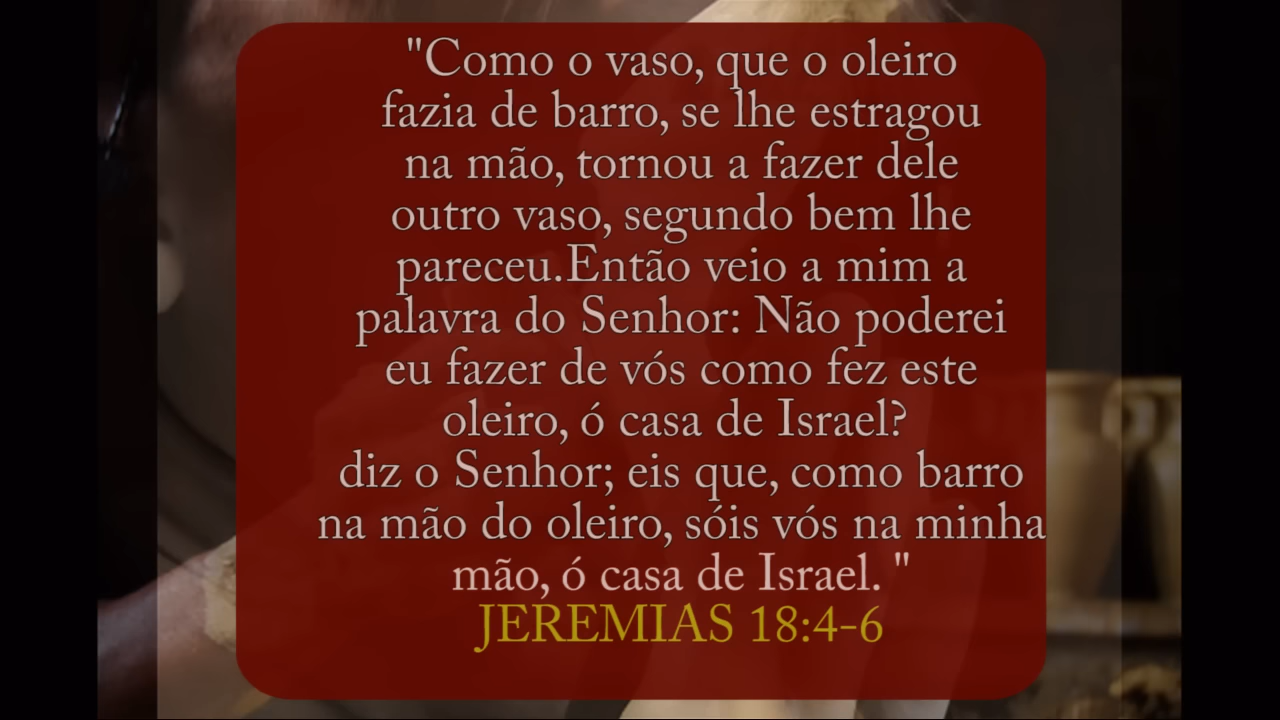 "Como o vaso, que o oleiro
fazia de barro, se lhe estragou
na mão, tornou a fazer dele
outro vaso, segundo bem lhe
pareceu.Então veio a mim a
palavra do Senhor: Não poderei
eu fazer de vós como fez este
oleiro, ó casa de Israel?
diz o Senhor; eis que, como barro
na mão do oleiro, sóis vós na minha
mão, ó casa de Israel. "
JEREMIAS 18:4-6